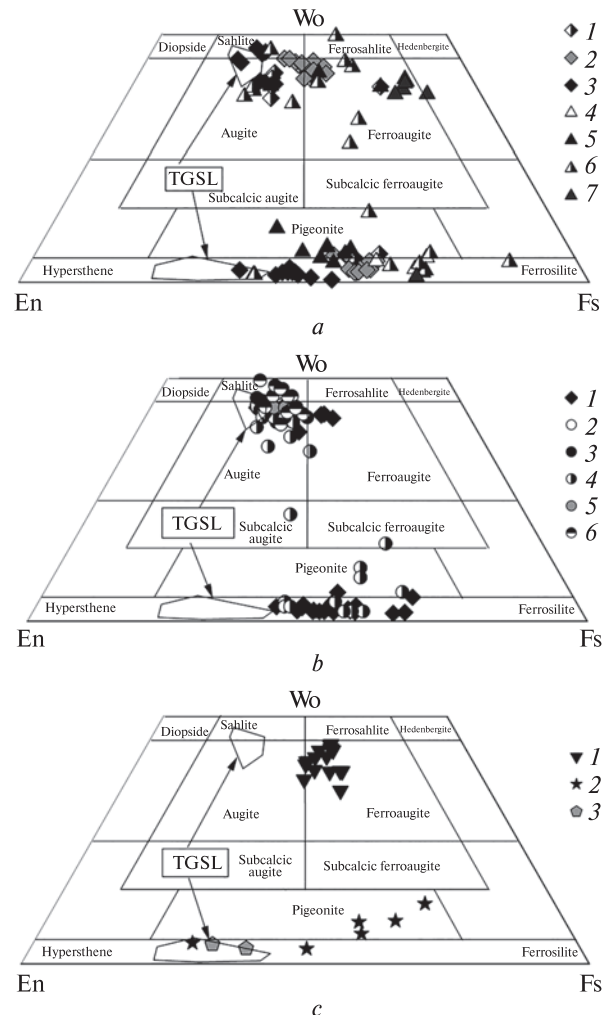 Wo
Diopside Sahlite Ferrosahlite Hedenbergite
Augite Ferroaugite
TGSL
Subcalcic augite Subcalcic ferroaugite
Pigeonite
Hypersthene Ferrosilite
En Fs
a
1
2
3
4
5
6
7
Wo
Diopside Sahlite Ferrosahlite Hedenbergite
Augite Ferroaugite
TGSL
Subcalcic
augite
Subcalcic ferroaugite
Pigeonite
Hypersthene Ferrosilite
En Fs
b
1
2
3
4
5
6
Wo
Diopside Sahlite Ferrosahlite Hedenbergite
Augite Ferroaugite
TGSL
Subcalcic
augite
Subcalcic ferroaugite
Pigeonite
Hypersthene Ferrosilite
En Fs
c
1
2
3